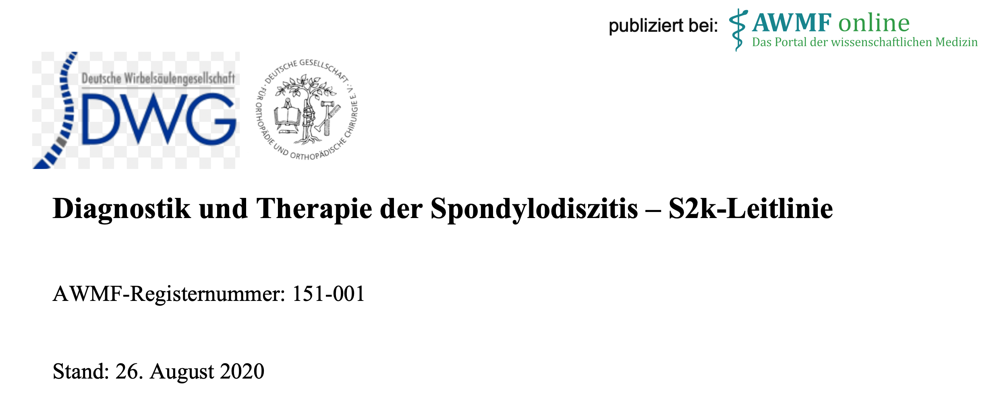 publiziert bei:
AWMF online
Das Portal der wissenschaftlichen Medizin
Deutsche Wirbelsäulengesellschaft
DWG
· DEUTSCHE GESELLSCHAFT · FÜR ORTHOPÄDIE UND ORTHOPÄDISCHE CHIRURGIE E.V.
Diagnostik und Therapie der Spondylodiszitis – S2k-Leitlinie
AWMF-Registernummer: 151-001
Stand: 26. August 2020